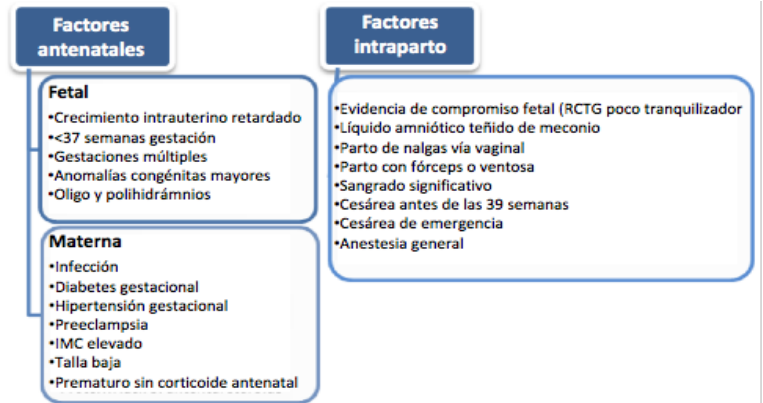 Factores
antenatales
Fetal
•Crecimiento intrauterino retardado
•<37 semanas gestación
•Gestaciones múltiples
•Anomalías congénitas mayores
•Oligo y polihidrámnios
Materna
•Infección
•Diabetes gestacional
•Hipertensión gestacional
•Preeclampsia
•IMC elevado
•Talla baja
•Prematuro sin corticoide antenatal
Factores
intraparto
•Evidencia de compromiso fetal (RCTG poco tranquilizador
•Líquido amniótico teñido de meconio
•Parto de nalgas vía vaginal
•Parto con fórceps o ventosa
•Sangrado significativo
•Cesárea antes de las 39 semanas
•Cesárea de emergencia
•Anestesia general